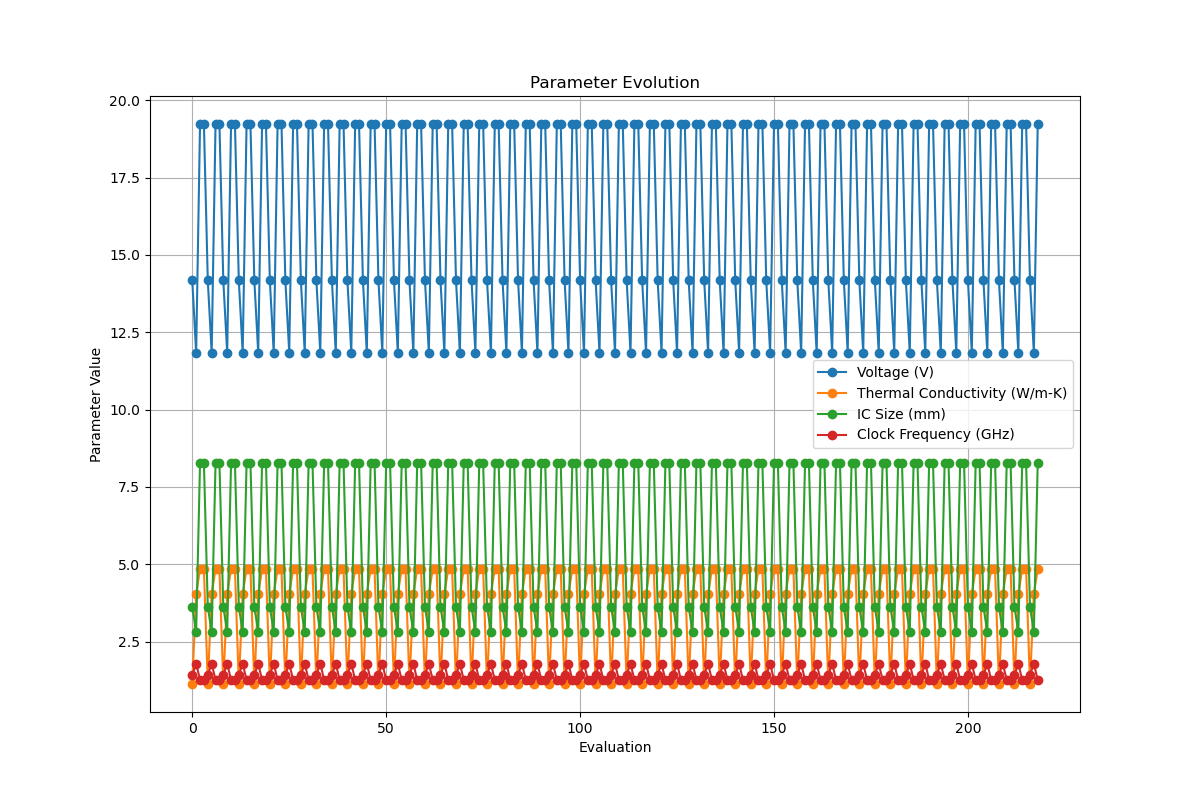 Parameter Evolution
20.0
17.5
15.0
12.5
10.0
7.5
5.0
2.5
Parameter Value
Voltage (V)
Thermal Conductivity (W/m-K)
IC Size (mm)
Clock Frequency (GHz)
0
50
100
150
200
Evaluation